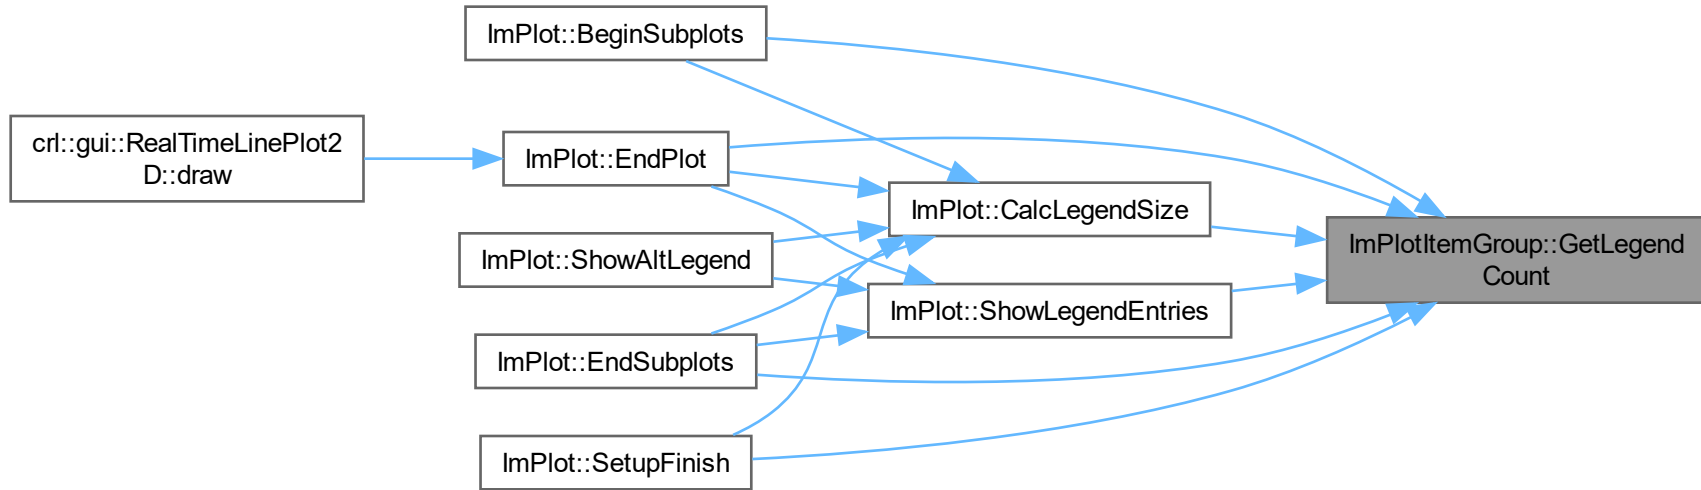 ImPlot::BeginSubplots
crl::gui::RealTimeLinePlot2
D::draw
ImPlot::EndPlot
ImPlot::CalcLegendSize
ImPlot::ShowAltLegend
ImPlotItemGroup::GetLegend
Count
ImPlot::ShowLegendEntries
ImPlot::EndSubplots
ImPlot::SetupFinish